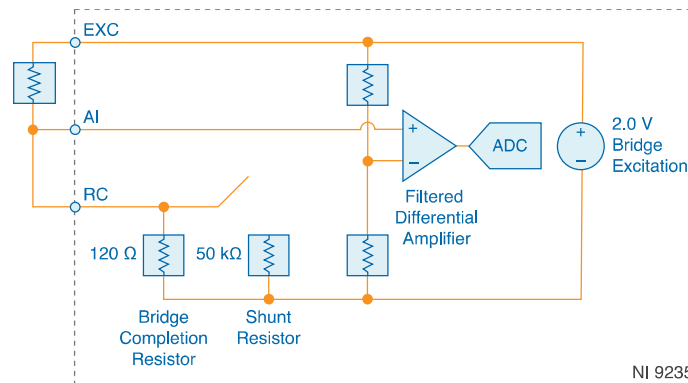 EXC
AI
RC
120 Ω
50 kΩ
Bridge
Completion
Resistor
Shunt
Resistor
+
−
Filtered
Differential
Amplifier
ADC
+
−
2.0 V
Bridge
Excitation
NI 9235